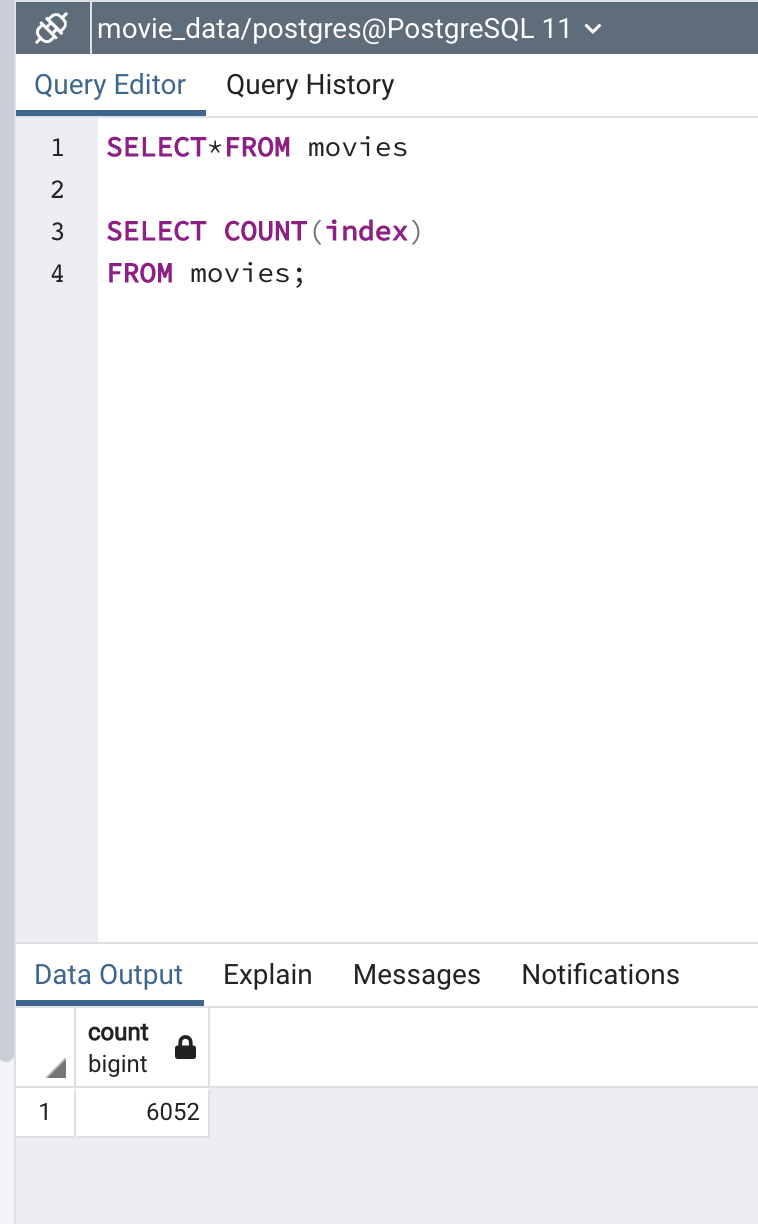 movie_data/postgres@PostgreSQL 11
Query Editor Query History
1 SELECT*FROM movies
2
3 SELECT COUNT(index)
4 FROM movies;
Data Output Explain Messages Notifications
count
bigint
1 6052